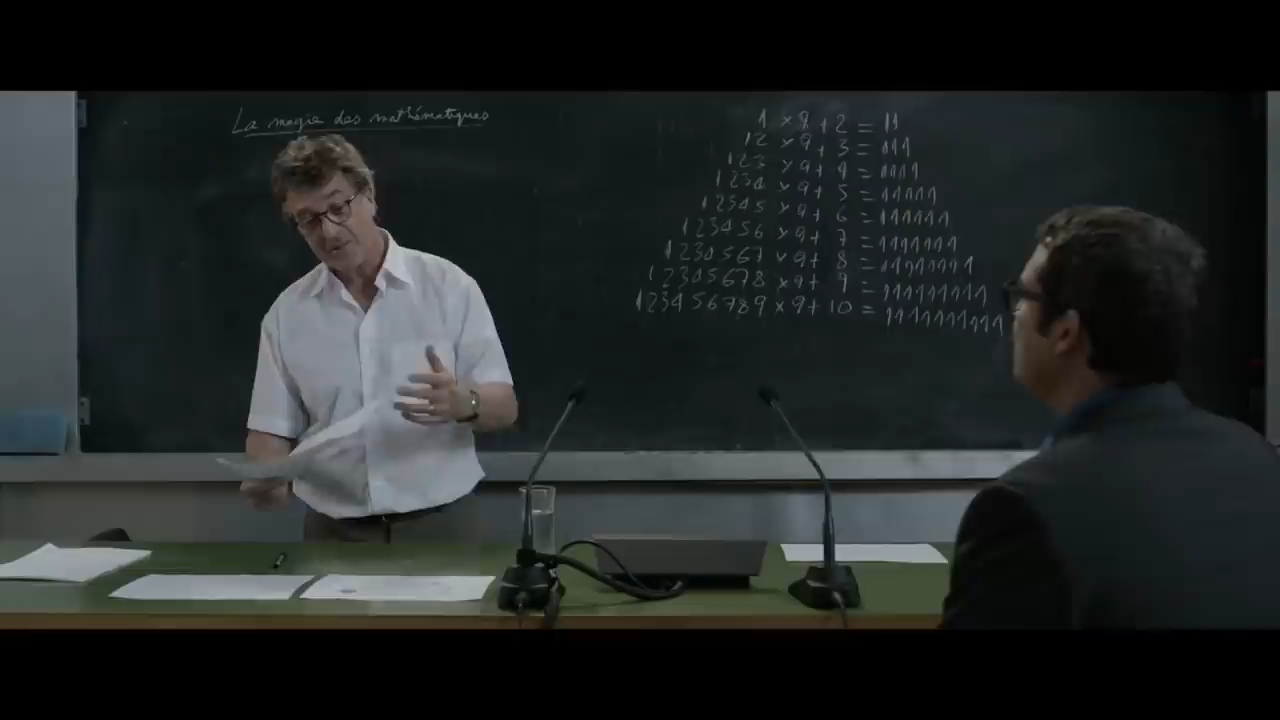 La magie des mathématiques
1 × 9 + 2 = 11
12 × 9 + 3 = 111
123 × 9 + 4 = 1111
1234 × 9 + 5 = 11111
12345 × 9 + 6 = 111111
123456 × 9 + 7 = 1111111
1234567 × 9 + 8 = 11111111
12345678 × 9 + 9 = 111111111
123456789 × 9 + 10 = 1111111111